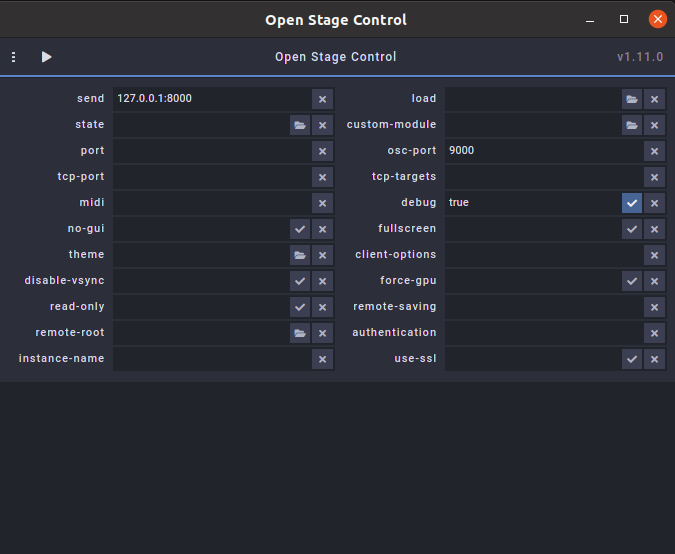 Open Stage Control
Open Stage Control v1.11.0
send 127.0.0.1:8000 load
state custom-module
port osc-port 9000
tcp-port tcp-targets
midi debug true
no-gui fullscreen
theme client-options
disable-vsync force-gpu
read-only remote-saving
remote-root authentication
instance-name use-ssl